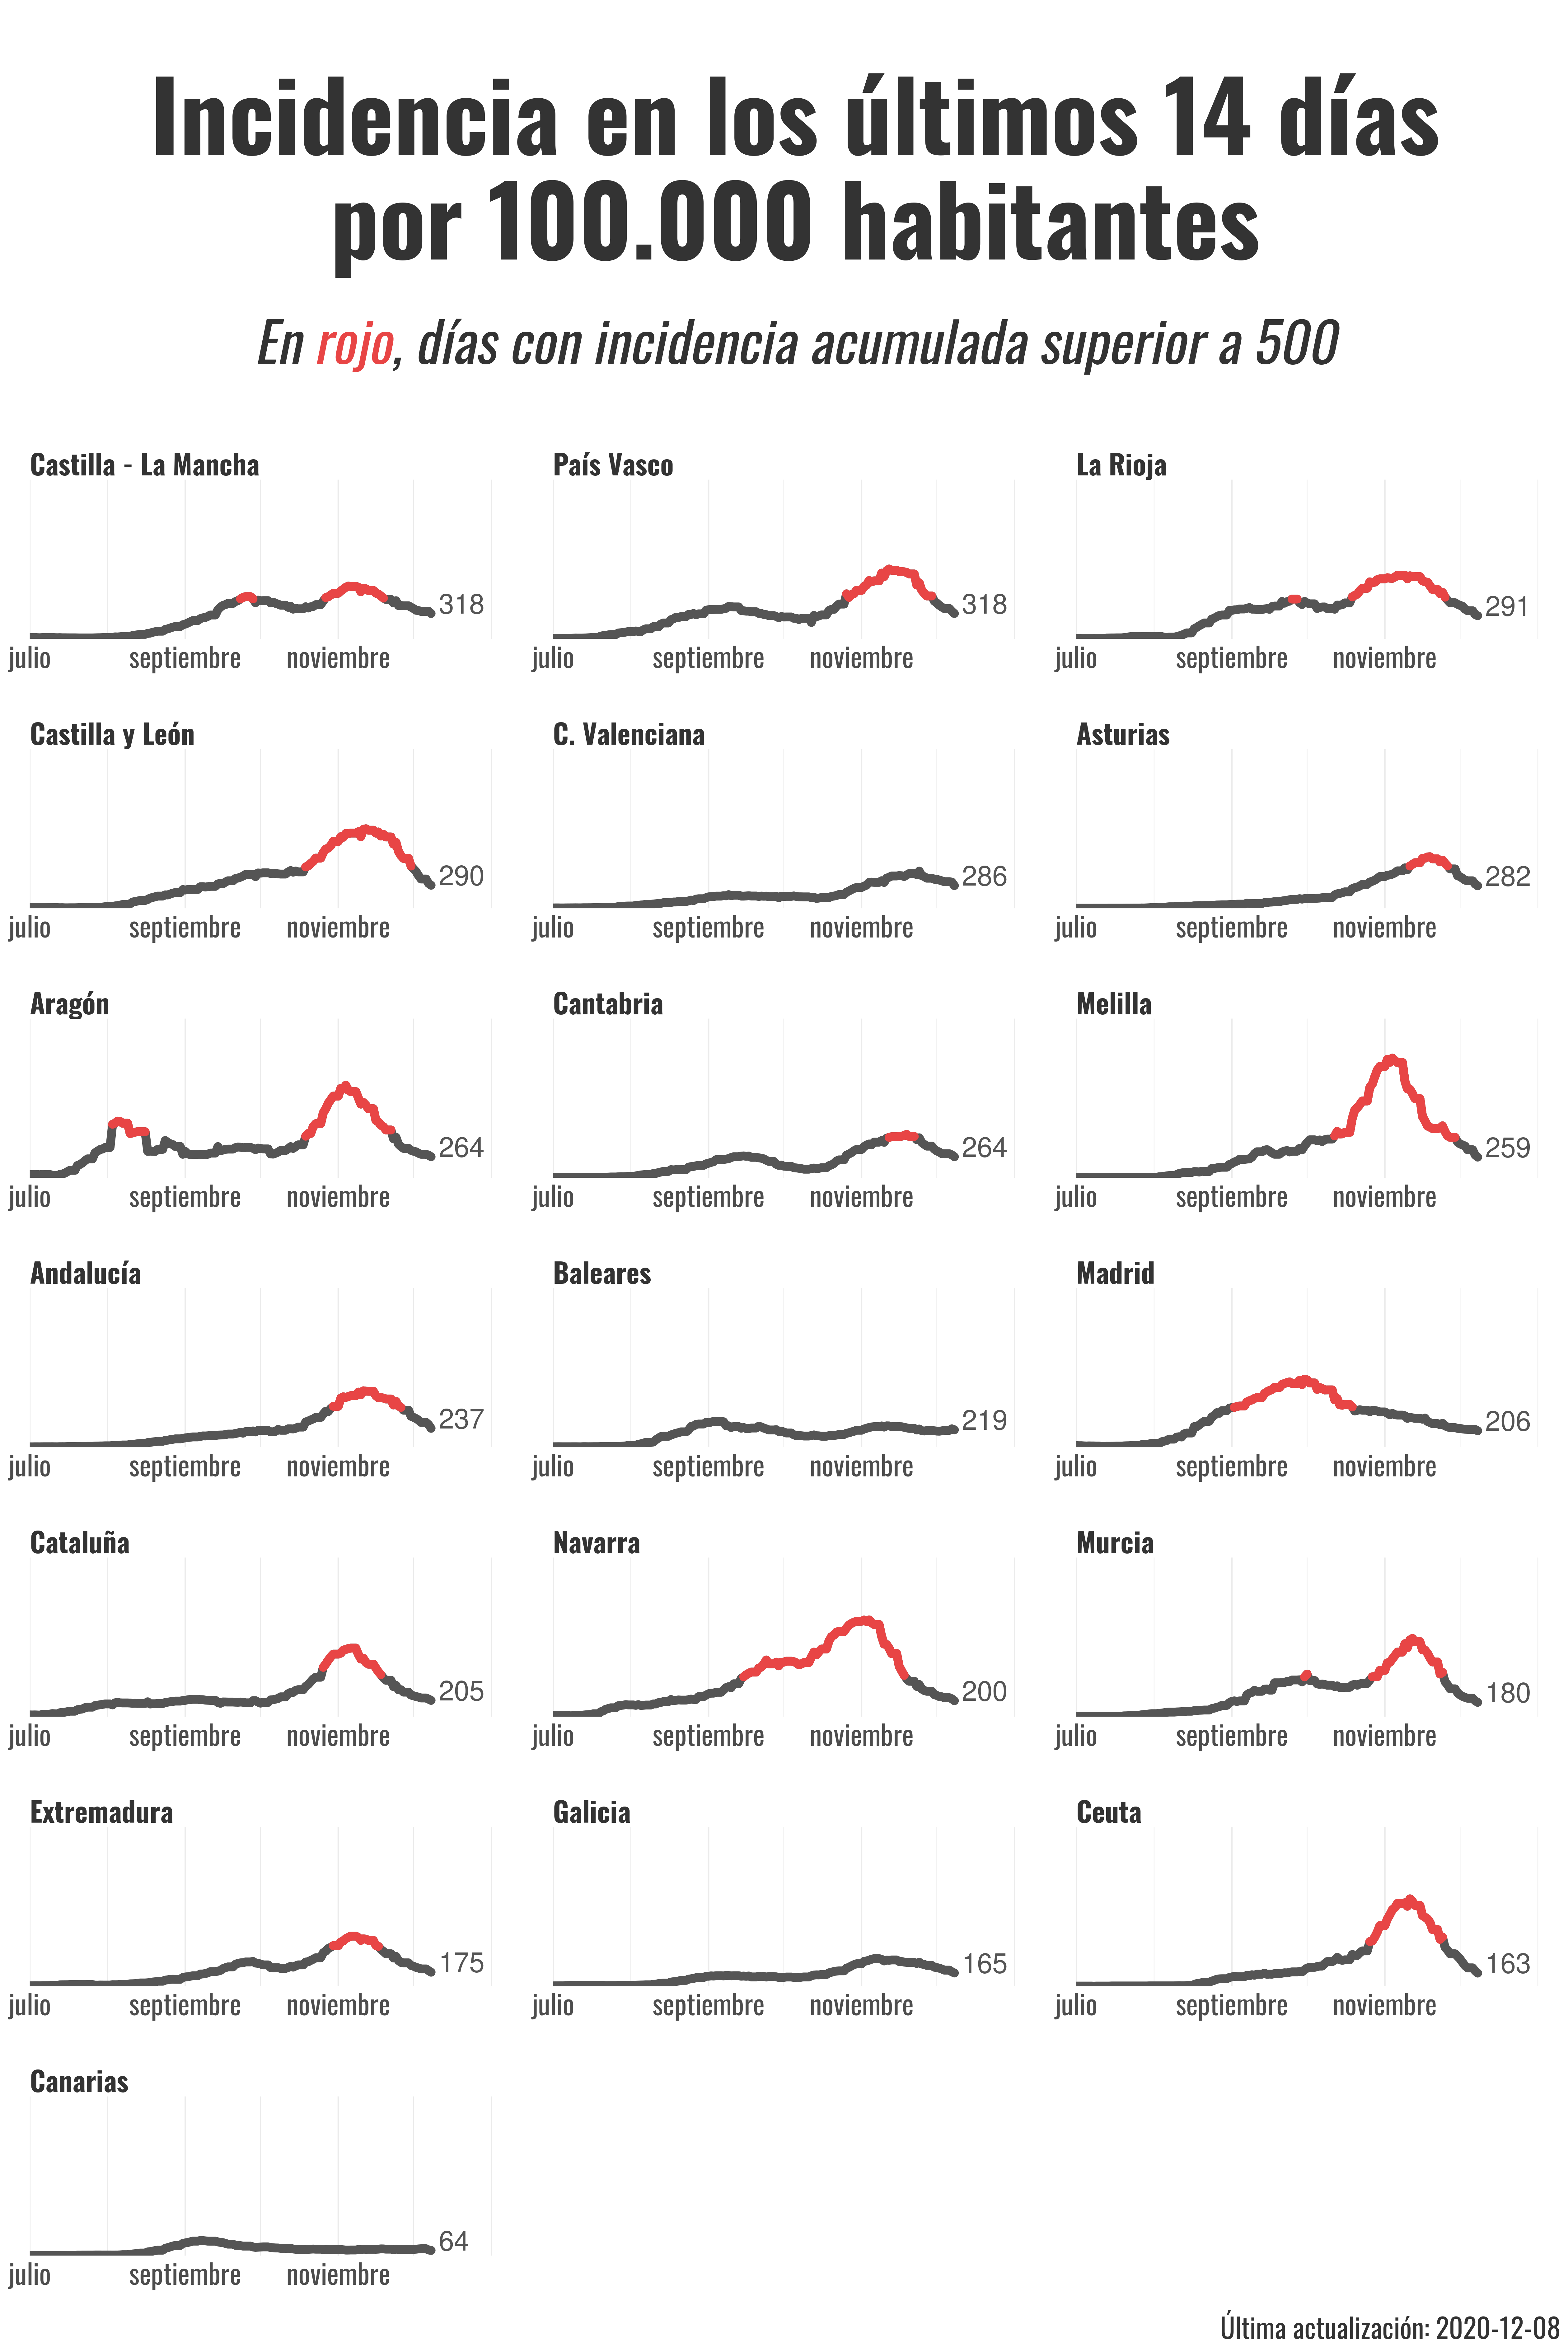 Incidencia en los últimos 14 días
por 100.000 habitantes
En rojo, días con incidencia acumulada superior a 500
Castilla - La Mancha
318
julio septiembre noviembre
País Vasco
318
julio septiembre noviembre
La Rioja
291
julio septiembre noviembre
Castilla y León
290
julio septiembre noviembre
C. Valenciana
286
julio septiembre noviembre
Asturias
282
julio septiembre noviembre
Aragón
264
julio septiembre noviembre
Cantabria
264
julio septiembre noviembre
Melilla
259
julio septiembre noviembre
Andalucía
237
julio septiembre noviembre
Baleares
219
julio septiembre noviembre
Madrid
206
julio septiembre noviembre
Cataluña
205
julio septiembre noviembre
Navarra
200
julio septiembre noviembre
Murcia
180
julio septiembre noviembre
Extremadura
175
julio septiembre noviembre
Galicia
165
julio septiembre noviembre
Ceuta
163
julio septiembre noviembre
Canarias
64
julio septiembre noviembre
Última actualización: 2020-12-08